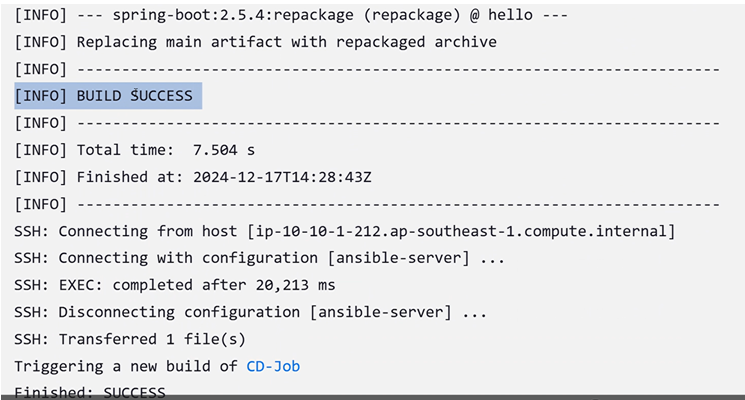 [INFO] --- spring-boot:2.5.4:repackage (repackage) @ hello ---
[INFO] Replacing main artifact with repackaged archive
[INFO] ------------------------------------------------------------------------
[INFO] BUILD SUCCESS
[INFO] ------------------------------------------------------------------------
[INFO] Total time:  7.504 s
[INFO] Finished at: 2024-12-17T14:28:43Z
[INFO] ------------------------------------------------------------------------
SSH: Connecting from host [ip-10-10-1-212.ap-southeast-1.compute.internal]
SSH: Connecting with configuration [ansible-server] ...
SSH: EXEC: completed after 20,213 ms
SSH: Disconnecting configuration [ansible-server] ...
SSH: Transferred 1 file(s)
Triggering a new build of CD-Job
Finished: SUCCESS